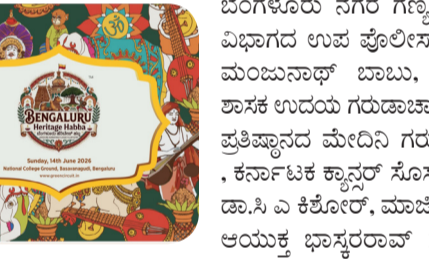 BENGALURU
Heritage Habba
Sunday, 14th June 2026
National College Ground, Basavanagudi, Bengaluru
ಬೆಂಗಳೂರು ನಗರ ಗಣ್ಯ
ವಿಭಾಗದ ಉಪ ಪೊಲೀಸ
ಮಂಜುನಾಥ್ ಬಾಬು,
ಶಾಸಕ ಉದಯ ಗರುಡಾಚಾ
ಪ್ರತಿಷ್ಠಾನದ ಮೇದಿನಿ ಗರು
, ಕರ್ನಾಟಕ ಕ್ಯಾನ್ಸರ್ ಸೊಸ
ಡಾ.ಸಿ ಎ ಕಿಶೋರ್, ಮಾಜಿ
ಆಯುಕ್ತ ಭಾಸ್ಕರರಾವ್